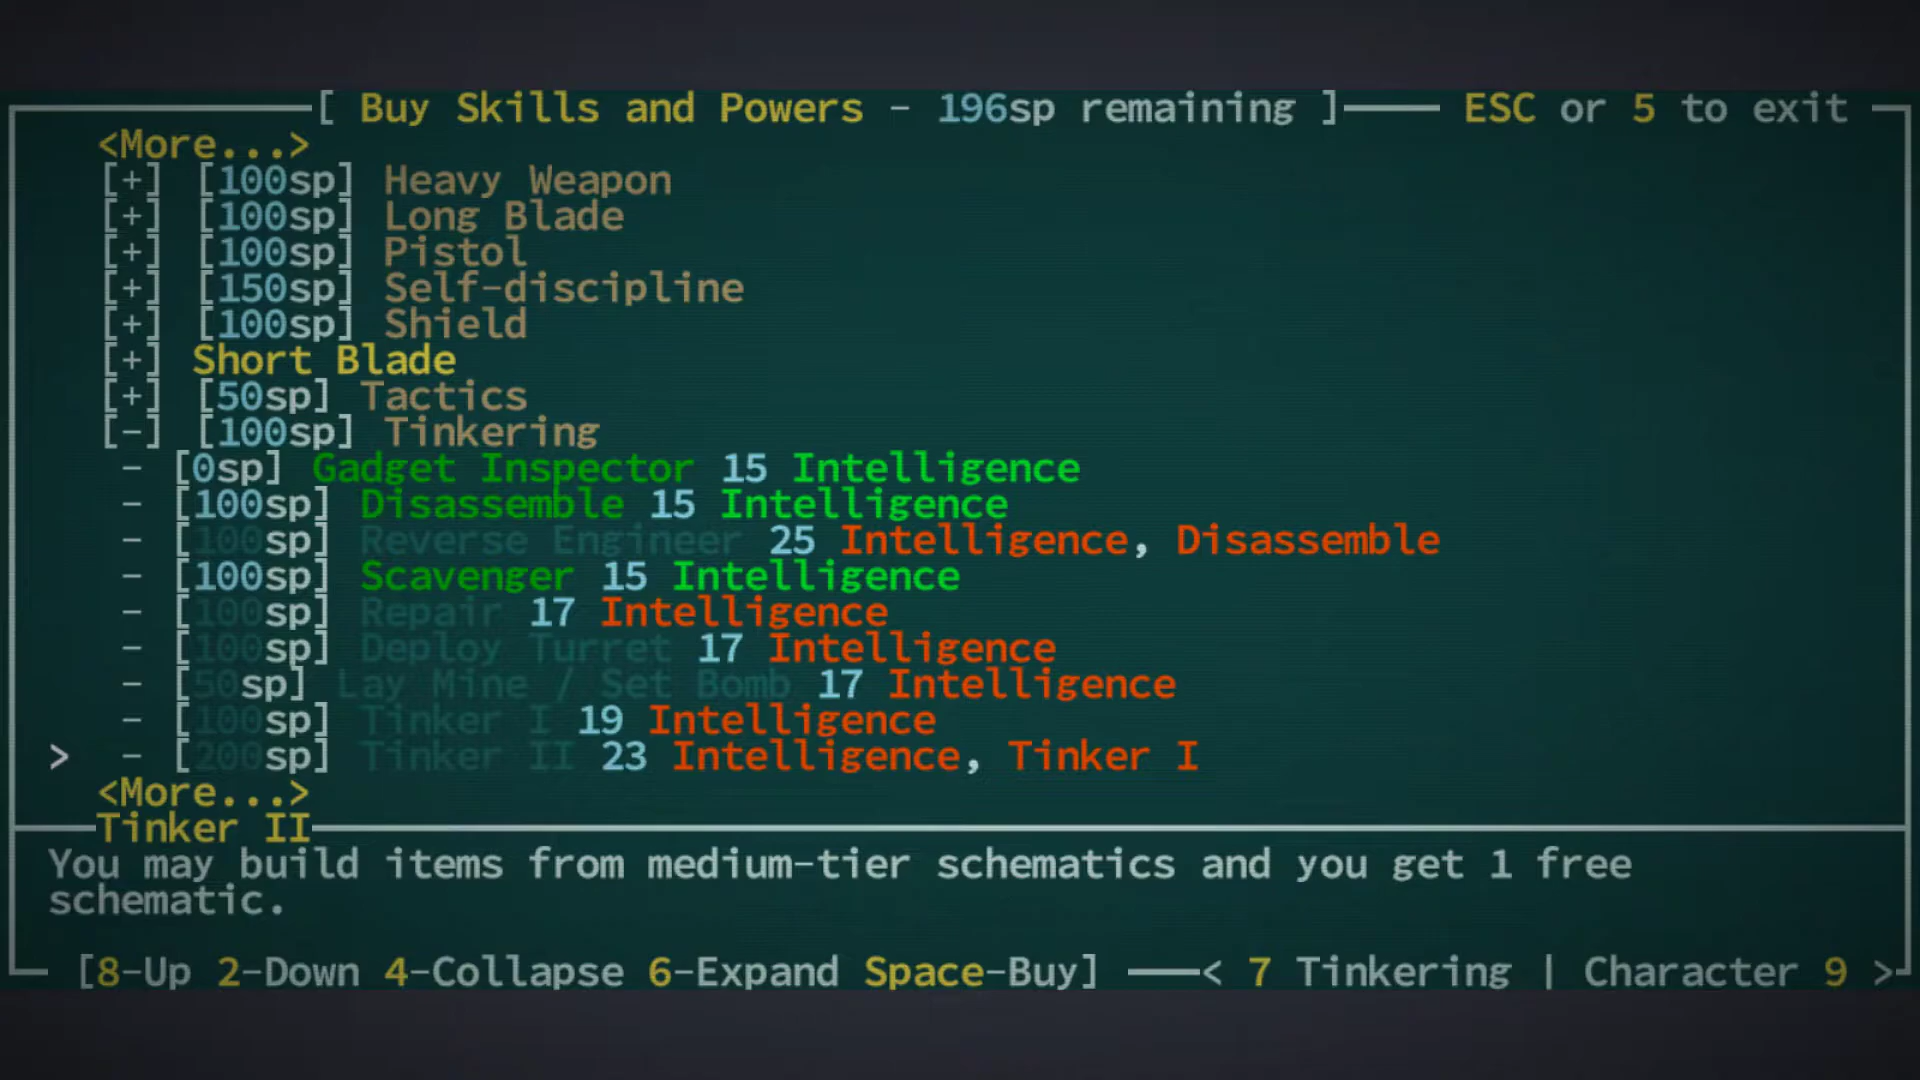 [ Buy Skills and Powers - 196sp remaining ] ESC or 5 to exit
<More...>
[+] [100sp] Heavy Weapon
[+] [100sp] Long Blade
[+] [100sp] Pistol
[+] [150sp] Self-discipline
[+] [100sp] Shield
[+] Short Blade
[+] [50sp] Tactics
[-] [100sp] Tinkering
- [0sp] Gadget Inspector 15 Intelligence
- [100sp] Disassemble 15 Intelligence
- [100sp] Reverse Engineer 25 Intelligence, Disassemble
- [100sp] Scavenger 15 Intelligence
- [100sp] Repair 17 Intelligence
- [100sp] Deploy Turret 17 Intelligence
- [50sp] Lay Mine / Set Bomb 17 Intelligence
- [100sp] Tinker I 19 Intelligence
> - [200sp] Tinker II 23 Intelligence, Tinker I
<More...>
Tinker II
You may build items from medium-tier schematics and you get 1 free
schematic.
[8-Up 2-Down 4-Collapse 6-Expand Space-Buy] < 7 Tinkering | Character 9 >